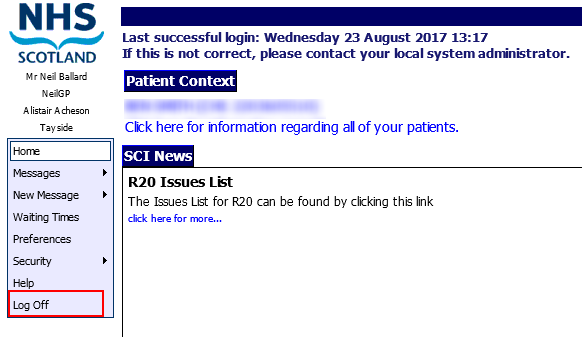 NHS
SCOTLAND
Mr Neil Ballard
NeilGP
Alistair Acheson
Tayside
Home
Messages
New Message
Waiting Times
Preferences
Security
Help
Log Off
Last successful login: Wednesday 23 August 2017 13:17
If this is not correct, please contact your local system administrator.
Patient Context
Click here for information regarding all of your patients.
SCI News
R20 Issues List
The Issues List for R20 can be found by clicking this link
click here for more...